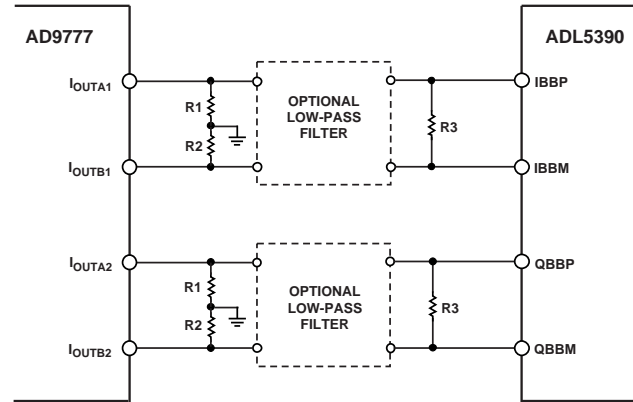 AD9777
ADL5390
IOUTA1
R1
R2
IOUTB1
OPTIONAL
LOW-PASS
FILTER
R3
IBBP
IBBM
IOUTA2
R1
R2
IOUTB2
OPTIONAL
LOW-PASS
FILTER
R3
QBBP
QBBM